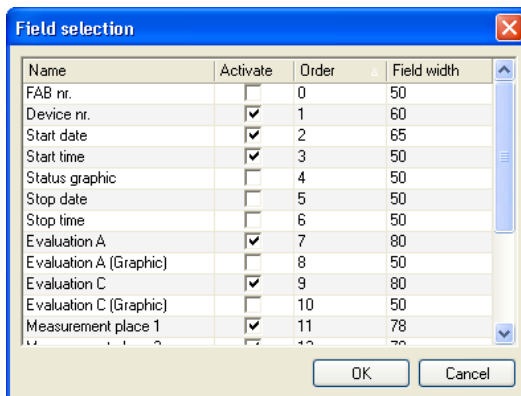 Field selection
Name Activate Order Field width
FAB nr. 0 50
Device nr. 1 60
Start date 2 65
Start time 3 50
Status graphic 4 50
Stop date 5 50
Stop time 6 50
Evaluation A 7 80
Evaluation A (Graphic) 8 50
Evaluation C 9 80
Evaluation C (Graphic) 10 50
Measurement place 1 11 78
OK Cancel